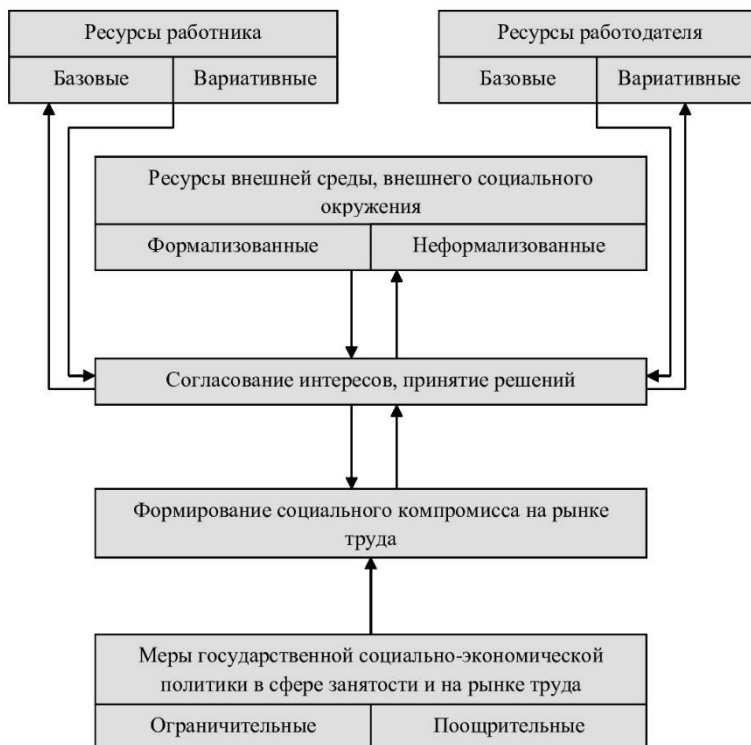 Ресурсы работника
Базовые
Вариативные
Ресурсы работодателя
Базовые
Вариативные
Ресурсы внешней среды, внешнего социального
окружения
Формализованные
Неформализованные
Согласование интересов, принятие решений
Формирование социального компромисса на рынке
труда
Меры государственной социально-экономической
политики в сфере занятости и на рынке труда
Ограничительные
Поощрительные